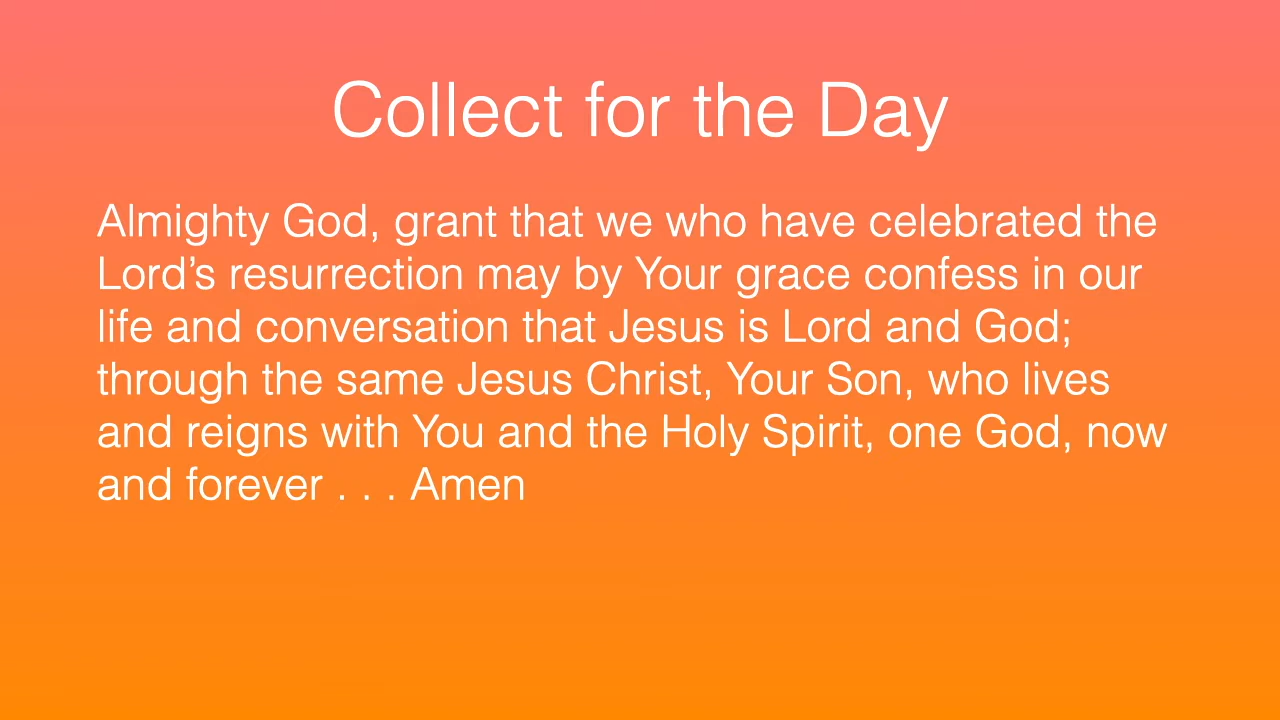 Collect for the Day
Almighty God, grant that we who have celebrated the
Lord’s resurrection may by Your grace confess in our
life and conversation that Jesus is Lord and God;
through the same Jesus Christ, Your Son, who lives
and reigns with You and the Holy Spirit, one God, now
and forever . . . Amen